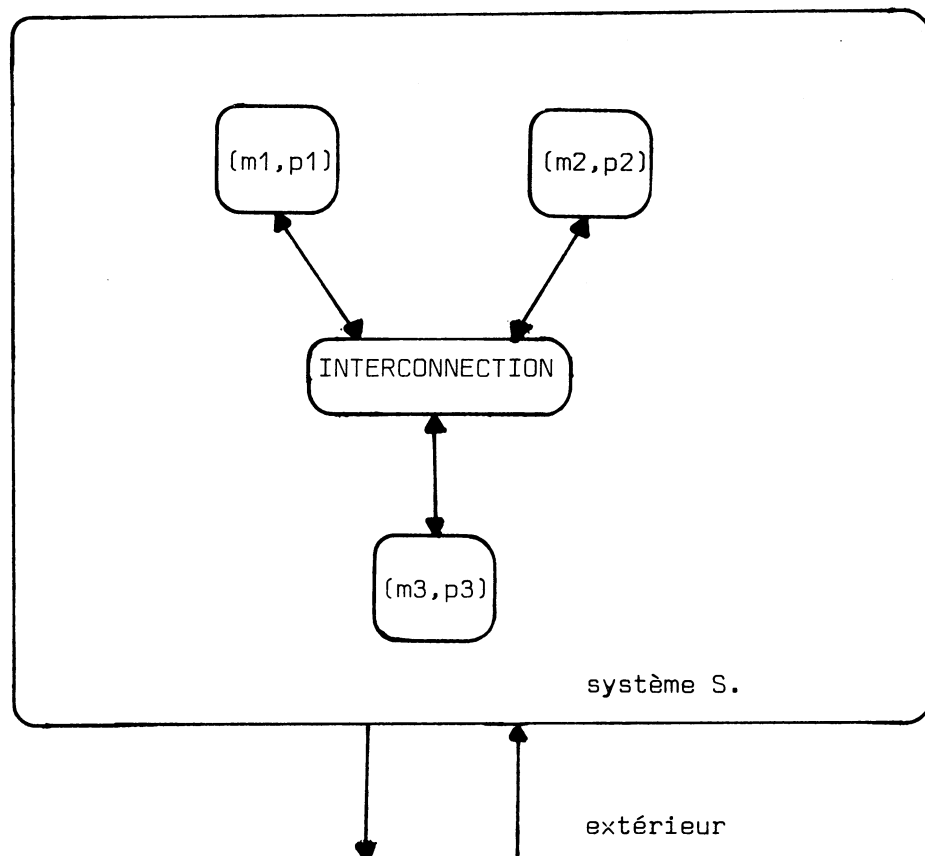 (m1,p1)
(m2,p2)
INTERCONNECTION
(m3,p3)
système S.
extérieur